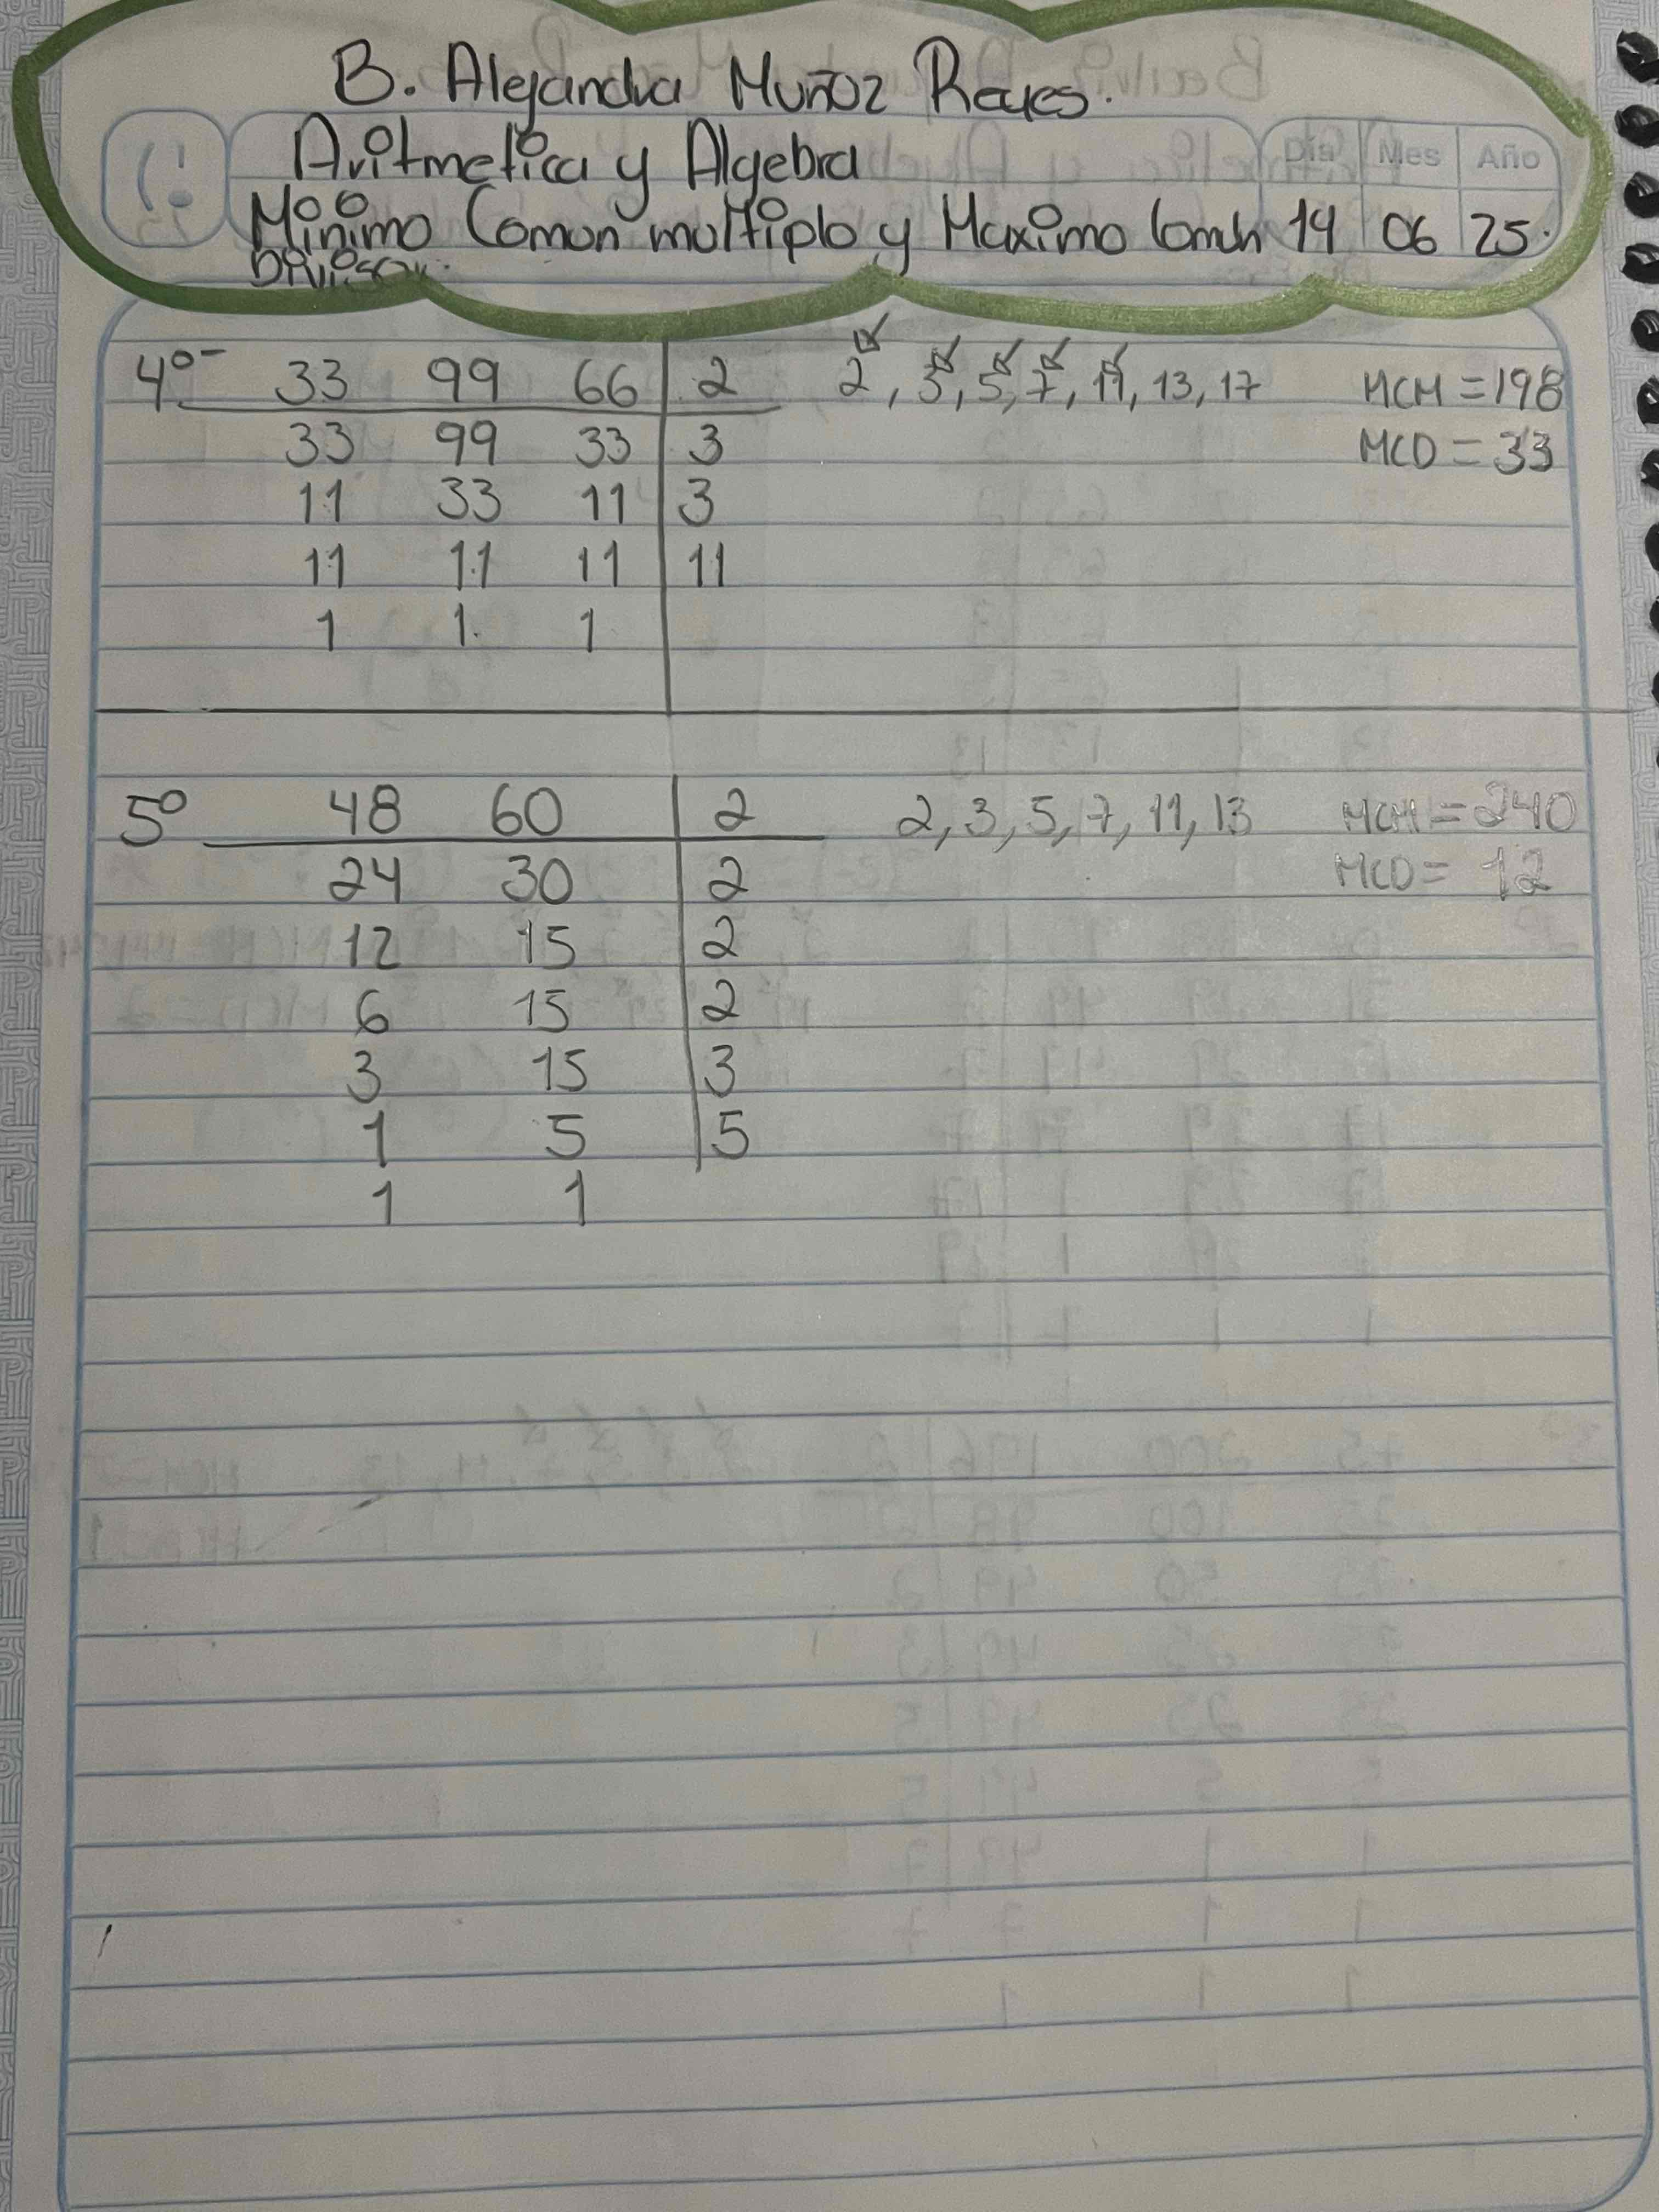 B. Alejandra Muñoz Reyes.
Aritmetica y Algebra
Día Mes Año
Minimo Comun multiplo y Maximo Comun 14 06 25.
Divisor.
4º- 33 99 66 2 2, 3, 5, 7, 11, 13, 17 MCM = 198
33 99 33 3 MCD = 33
11 33 11 3
11 11 11 11
1 1. 1
5º 48 60 2 2, 3, 5, 7, 11, 13 MCM = 240
24 30 2 MCD = 12
12 15 2
6 15 2
3 15 3
1 5 5
1 1